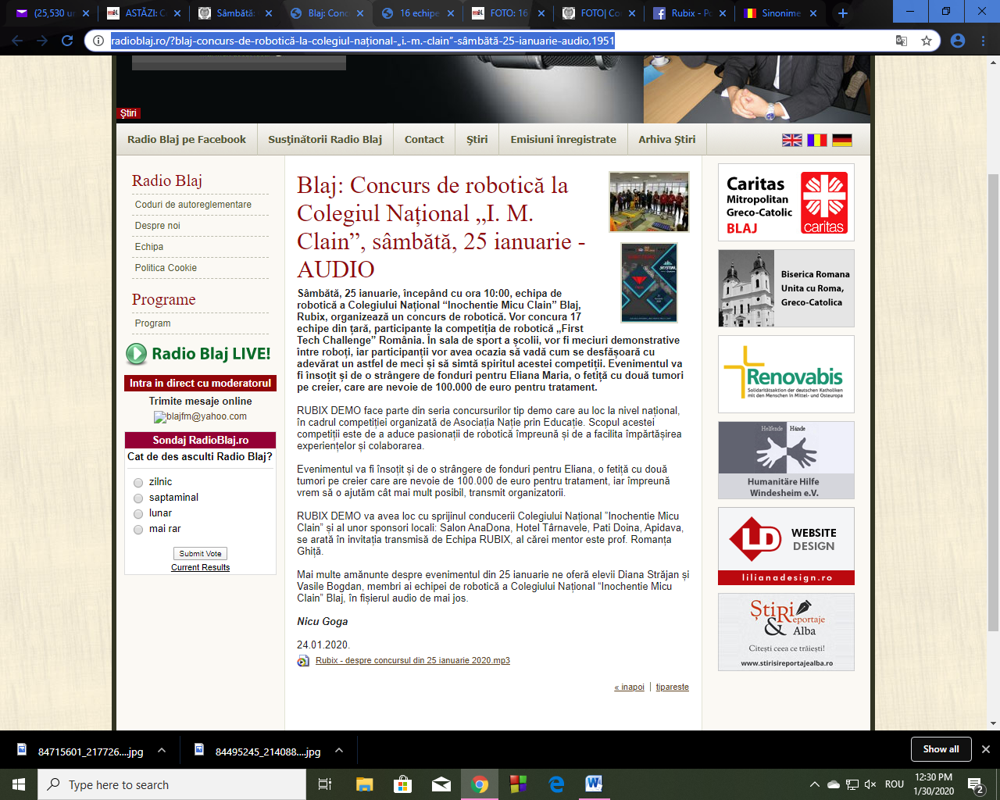 (25,530 un
ASTĂZI: C
Sâmbătă:
Blaj: Conc
16 echipe
FOTO: 16
FOTO| Co
Rubix - Po
Sinonime
radioblaj.ro/?blaj-concurs-de-robotică-la-colegiul-național-„i.-m.-clain”-sâmbătă-25-ianuarie-audio,1951
Ştiri
Radio Blaj pe Facebook
Susţinătorii Radio Blaj
Contact
Ştiri
Emisiuni înregistrate
Arhiva Ştiri
Radio Blaj
Coduri de autoreglementare
Despre noi
Echipa
Politica Cookie
Programe
Program
Radio Blaj LIVE!
Intra in direct cu moderatorul
Trimite mesaje online
blajfm@yahoo.com
Sondaj RadioBlaj.ro
Cat de des asculti Radio Blaj?
zilnic
saptaminal
lunar
mai rar
Submit Vote
Current Results
Blaj: Concurs de robotică la
Colegiul Național „I. M.
Clain”, sâmbătă, 25 ianuarie -
AUDIO
Sâmbătă, 25 ianuarie, începând cu ora 10:00, echipa de
robotică a Colegiului Național “Inochentie Micu Clain” Blaj,
Rubix, organizează un concurs de robotică. Vor concura 17
echipe din țară, participante la competiția de robotică „First
Tech Challenge” România. În sala de sport a școlii, vor fi meciuri demonstrative
între roboți, iar participanții vor avea ocazia să vadă cum se desfășoară cu
adevărat un astfel de meci și să simtă spiritul acestei competiții. Evenimentul va
fi însoțit și de o strângere de fonduri pentru Eliana Maria, o fetiță cu două tumori
pe creier, care are nevoie de 100.000 de euro pentru tratament.
RUBIX DEMO face parte din seria concursurilor tip demo care au loc la nivel național,
în cadrul competiției organizată de Asociația Nație prin Educație. Scopul acestei
competiții este de a aduce pasionații de robotică împreună și de a facilita împărtășirea
experiențelor și colaborarea.
Evenimentul va fi însoțit și de o strângere de fonduri pentru Eliana, o fetiță cu două
tumori pe creier care are nevoie de 100.000 de euro pentru tratament, iar împreună
vrem să o ajutăm cât mai mult posibil, transmit organizatorii.
RUBIX DEMO va avea loc cu sprijinul conducerii Colegiului Național ”Inochentie Micu
Clain” și al unor sponsori locali: Salon AnaDona, Hotel Târnavele, Pati Doina, Apidava,
se arată în invitația transmisă de Echipa RUBIX, al cărei mentor este prof. Romanța
Ghiță.
Mai multe amănunte despre evenimentul din 25 ianuarie ne oferă elevii Diana Străjan și
Vasile Bogdan, membri ai echipei de robotică a Colegiului Național “Inochentie Micu
Clain” Blaj, în fișierul audio de mai jos.
Nicu Goga
24.01.2020.
Rubix - despre concursul din 25 ianuarie 2020.mp3
« inapoi | tipareste
Caritas
Mitropolitan
Greco-Catolic
BLAJ
caritas
Biserica Romana
Unita cu Roma,
Greco-Catolica
Renovabis
Solidaritätsaktion der deutschen Katholiken
mit den Menschen in Mittel- und Osteuropa
Helfende Hände
Humanitäre Hilfe
Windesheim e.V.
LD
WEBSITE
DESIGN
lilianadesign.ro
ȘtiRi
& eportaje
Alba
Citești ceea ce trăiești!
www.stirisireportajealba.ro
84715601_217726....jpg
84495245_214088....jpg
Show all
Type here to search
ROU
12:30 PM
1/30/2020
2